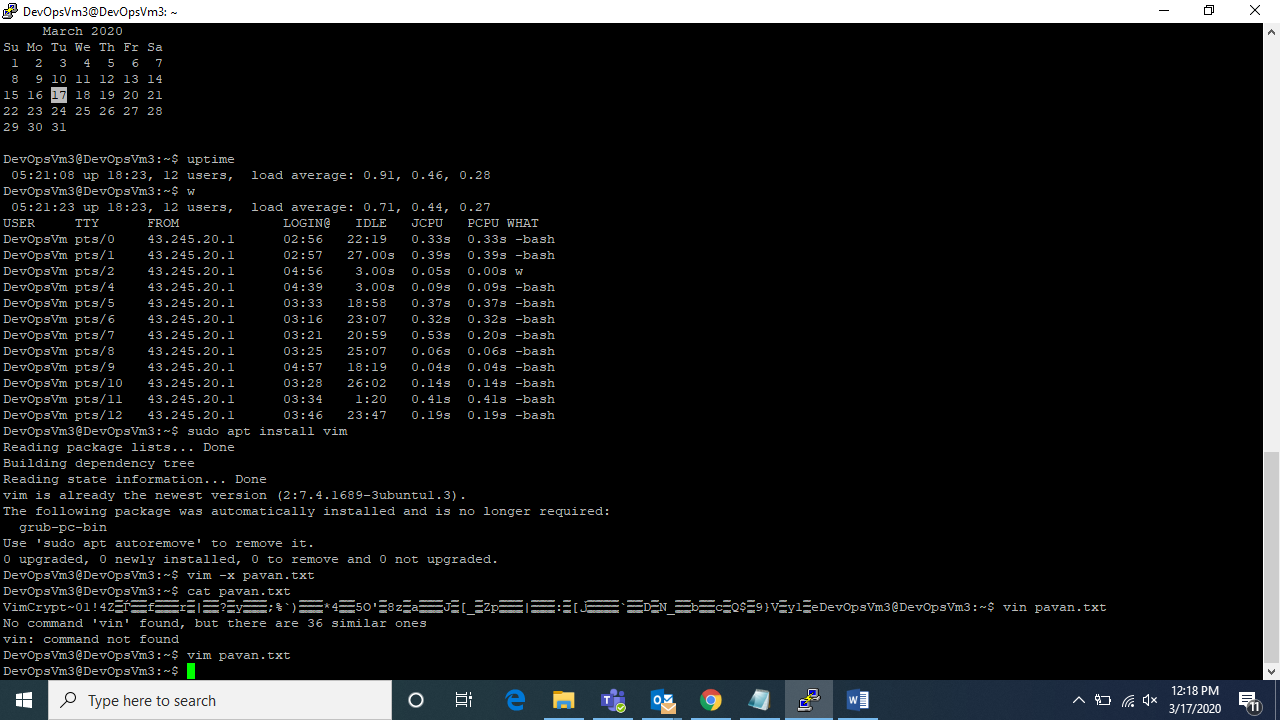 DevOpsVm3@DevOpsVm3: ~
March 2020
Su Mo Tu We Th Fr Sa
1 2 3 4 5 6 7
8 9 10 11 12 13 14
15 16 17 18 19 20 21
22 23 24 25 26 27 28
29 30 31
DevOpsVm3@DevOpsVm3:~$ uptime
05:21:08 up 18:23, 12 users, load average: 0.91, 0.46, 0.28
DevOpsVm3@DevOpsVm3:~$ w
05:21:23 up 18:23, 12 users, load average: 0.71, 0.44, 0.27
USER TTY FROM LOGIN@ IDLE JCPU PCPU WHAT
DevOpsVm pts/0 43.245.20.1 02:56 22:19 0.33s 0.33s -bash
DevOpsVm pts/1 43.245.20.1 02:57 27.00s 0.39s 0.39s -bash
DevOpsVm pts/2 43.245.20.1 04:56 3.00s 0.05s 0.00s w
DevOpsVm pts/4 43.245.20.1 04:39 3.00s 0.09s 0.09s -bash
DevOpsVm pts/5 43.245.20.1 03:33 18:58 0.37s 0.37s -bash
DevOpsVm pts/6 43.245.20.1 03:16 23:07 0.32s 0.32s -bash
DevOpsVm pts/7 43.245.20.1 03:21 20:59 0.53s 0.20s -bash
DevOpsVm pts/8 43.245.20.1 03:25 25:07 0.06s 0.06s -bash
DevOpsVm pts/9 43.245.20.1 04:57 18:19 0.04s 0.04s -bash
DevOpsVm pts/10 43.245.20.1 03:28 26:02 0.14s 0.14s -bash
DevOpsVm pts/11 43.245.20.1 03:34 1:20 0.41s 0.41s -bash
DevOpsVm pts/12 43.245.20.1 03:46 23:47 0.19s 0.19s -bash
DevOpsVm3@DevOpsVm3:~$ sudo apt install vim
Reading package lists... Done
Building dependency tree
Reading state information... Done
vim is already the newest version (2:7.4.1689-3ubuntu1.3).
The following package was automatically installed and is no longer required:
grub-pc-bin
Use 'sudo apt autoremove' to remove it.
0 upgraded, 0 newly installed, 0 to remove and 0 not upgraded.
DevOpsVm3@DevOpsVm3:~$ vim -x pavan.txt
DevOpsVm3@DevOpsVm3:~$ cat pavan.txt
VimCrypt~01!4Z DevOpsVm3@DevOpsVm3:~$ vin pavan.txt
No command 'vin' found, but there are 36 similar ones
vin: command not found
DevOpsVm3@DevOpsVm3:~$ vim pavan.txt
DevOpsVm3@DevOpsVm3:~$
Type here to search
12:18 PM
3/17/2020
11